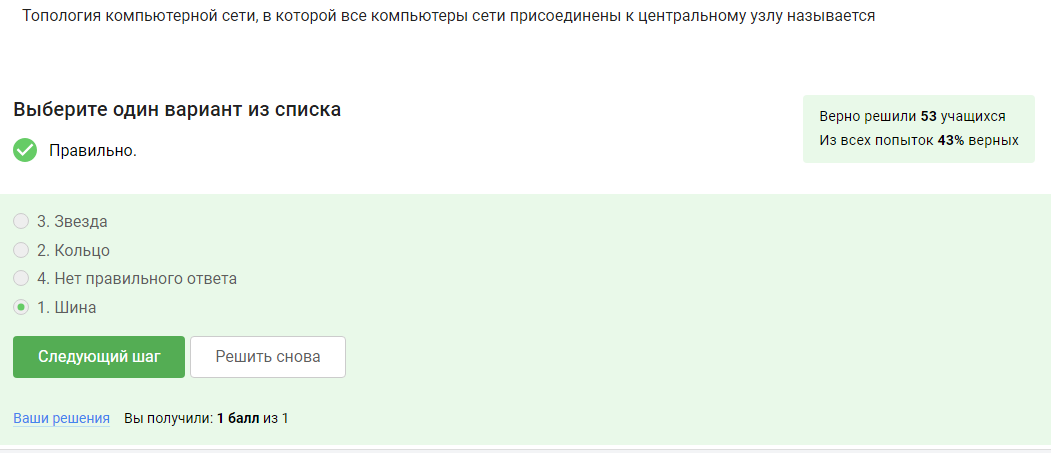 Топология компьютерной сети, в которой все компьютеры сети присоединены к центральному узлу называется
Выберите один вариант из списка
Правильно.
Верно решили 53 учащихся
Из всех попыток 43% верных
3. Звезда
2. Кольцо
4. Нет правильного ответа
1. Шина
Следующий шаг
Решить снова
Ваши решения Вы получили: 1 балл из 1